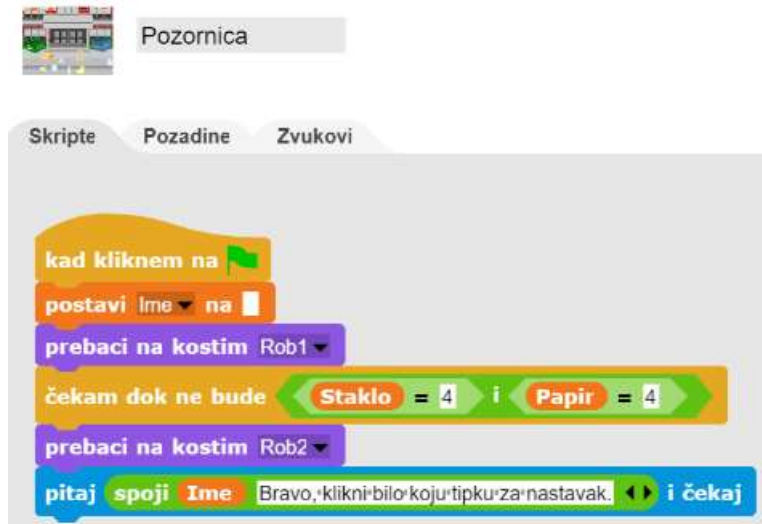 Pozornica
Skripte Pozadine Zvukovi
kad kliknem na
postavi Ime na
prebaci na kostim Rob1
čekam dok ne bude Staklo = 4 i Papir = 4
prebaci na kostim Rob2
pitaj spoji Ime Bravo, klikni bilo koju tipku za nastavak. i čekaj